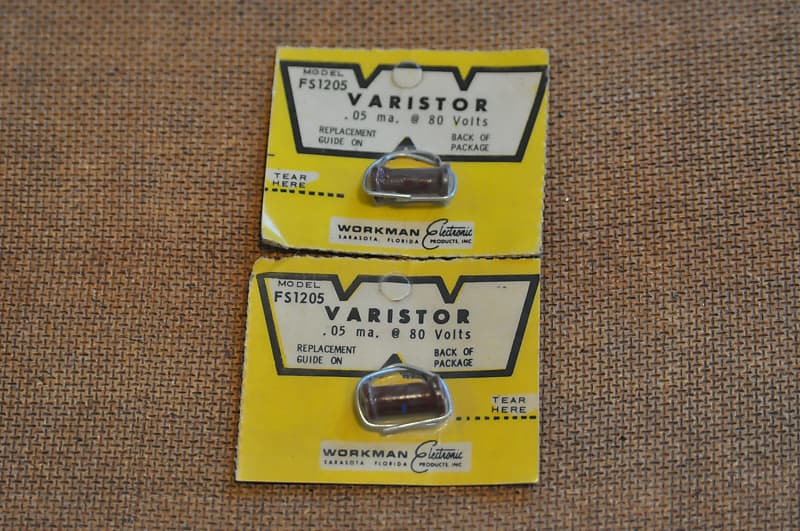 MODEL
FS1205
VARISTOR
.05 ma. @ 80 Volts
REPLACEMENT
GUIDE ON
BACK OF
PACKAGE
TEAR
HERE
WORKMAN Electronic
SARASOTA, FLORIDA PRODUCTS, INC
MODEL
FS1205
VARISTOR
.05 ma. @ 80 Volts
REPLACEMENT
GUIDE ON
BACK OF
PACKAGE
TEAR
HERE
WORKMAN Electronic
SARASOTA, FLORIDA PRODUCTS, INC